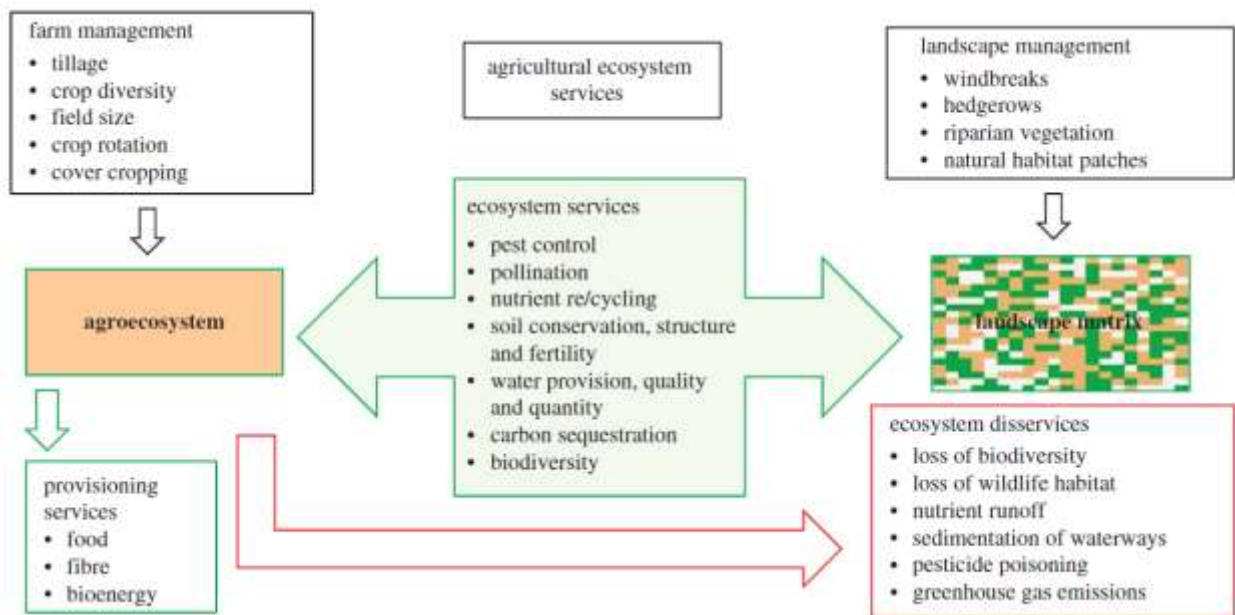 farm management
• tillage
• crop diversity
• field size
• crop rotation
• cover cropping
agricultural ecosystem
services
landscape management
• windbreaks
• hedgerows
• riparian vegetation
• natural habitat patches
ecosystem services
• pest control
• pollination
• nutrient re/cycling
• soil conservation, structure
and fertility
• water provision, quality
and quantity
• carbon sequestration
• biodiversity
agroecosystem
landscape matrix
provisioning
services
• food
• fibre
• bioenergy
ecosystem disservices
• loss of biodiversity
• loss of wildlife habitat
• nutrient runoff
• sedimentation of waterways
• pesticide poisoning
• greenhouse gas emissions